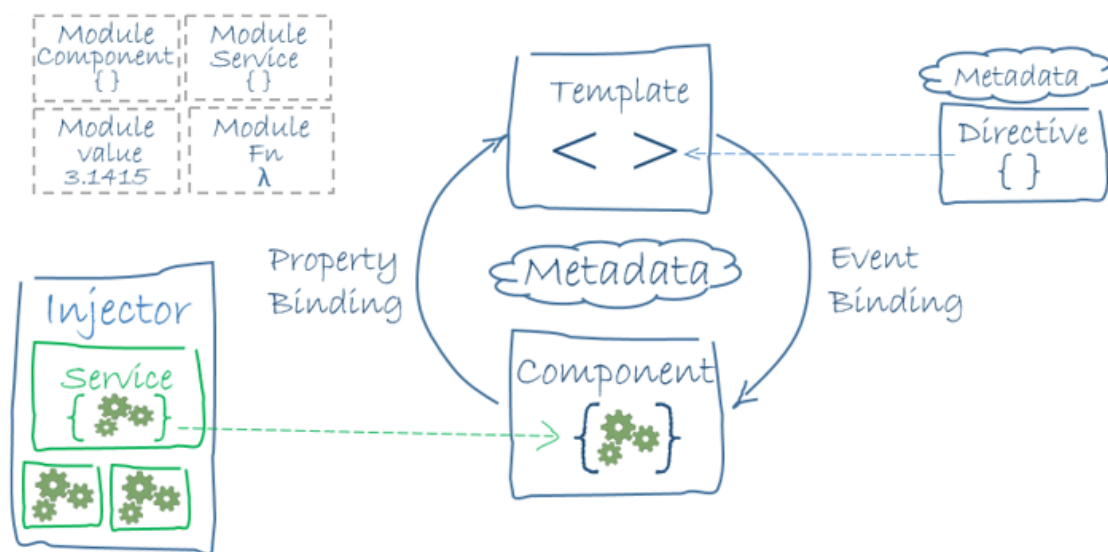 Module
Component
{ }
Module
Service
{ }
Module
value
3.1415
Module
Fn
λ
Template
< >
Metadata
Directive
{ }
Property
Binding
Metadata
Event
Binding
Component
{ }
Injector
Service
{ }